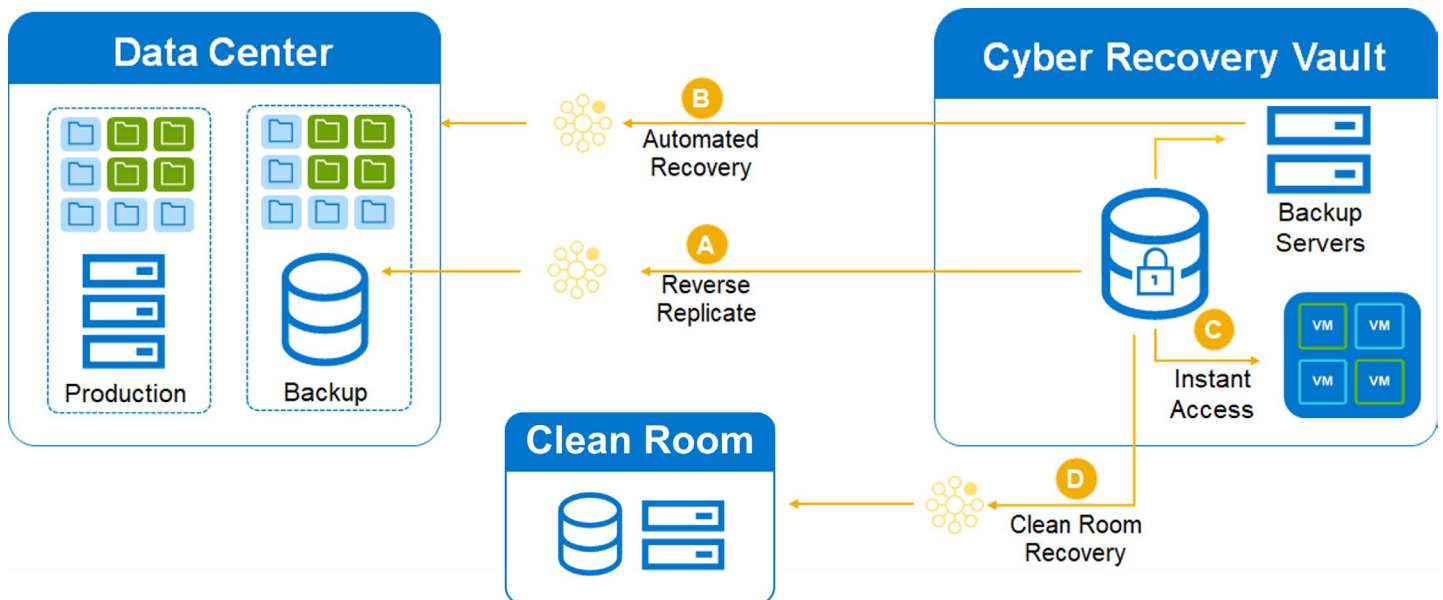 Data Center
Cyber Recovery Vault
B
Automated
Recovery
Backup
Servers
A
Reverse
Replicate
1
C
Instant
Access
VM VM
VM VM
Production
Backup
Clean Room
D
Clean Room
Recovery